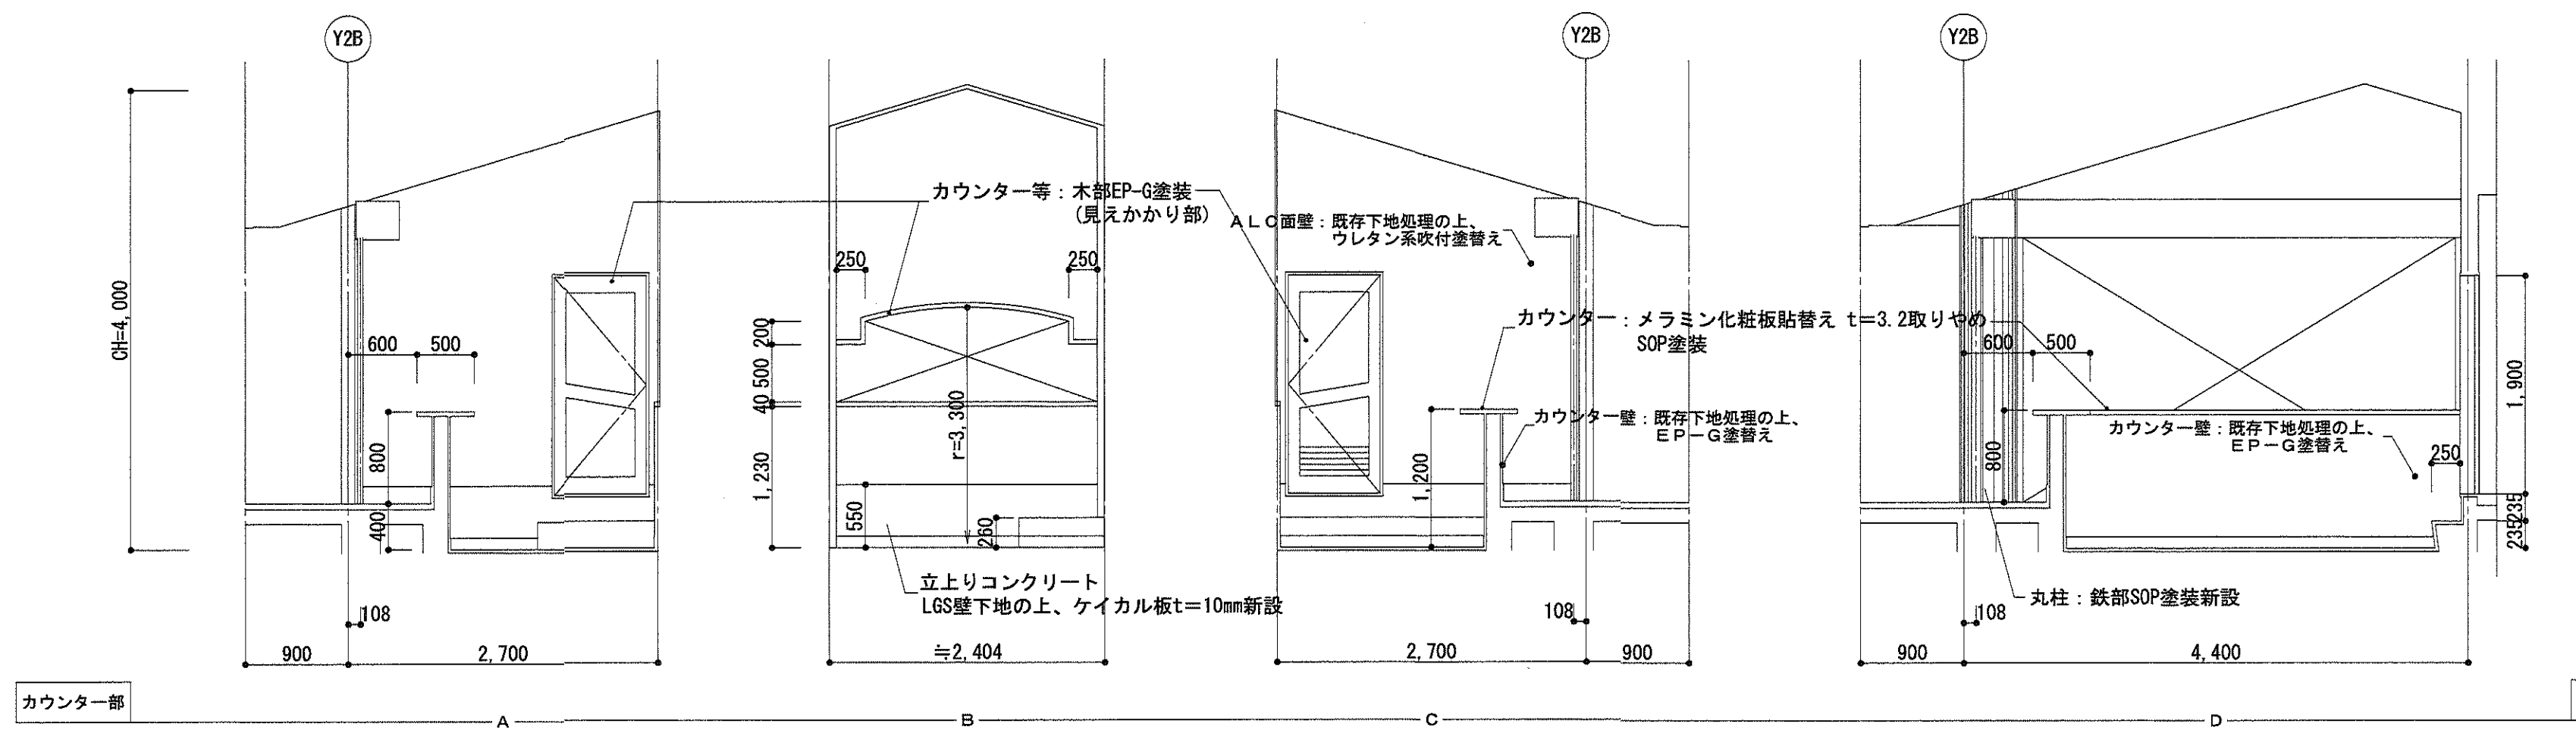 Y2B
Y2B
Y2B
CH=4,000
600
500
800
400
108
900
2,700
カウンター等：木部EP-G塗装
(見えかかり部)
250
250
200
500
40
1,230
550
260
r=3,300
立上りコンクリート
LGS壁下地の上、ケイカル板t=10mm新設
≒2,404
ＡＬＣ面壁：既存下地処理の上、
ウレタン系吹付塗替え
カウンター：メラミン化粧板貼替え t=3.2取りやめ
SOP塗装
カウンター壁：既存下地処理の上、
ＥＰ－Ｇ塗替え
1,200
108
2,700
900
600
500
800
カウンター壁：既存下地処理の上、
ＥＰ－Ｇ塗替え
250
1,900
235
235
丸柱：鉄部SOP塗装新設
108
900
4,400
カウンター部
A
B
C
D